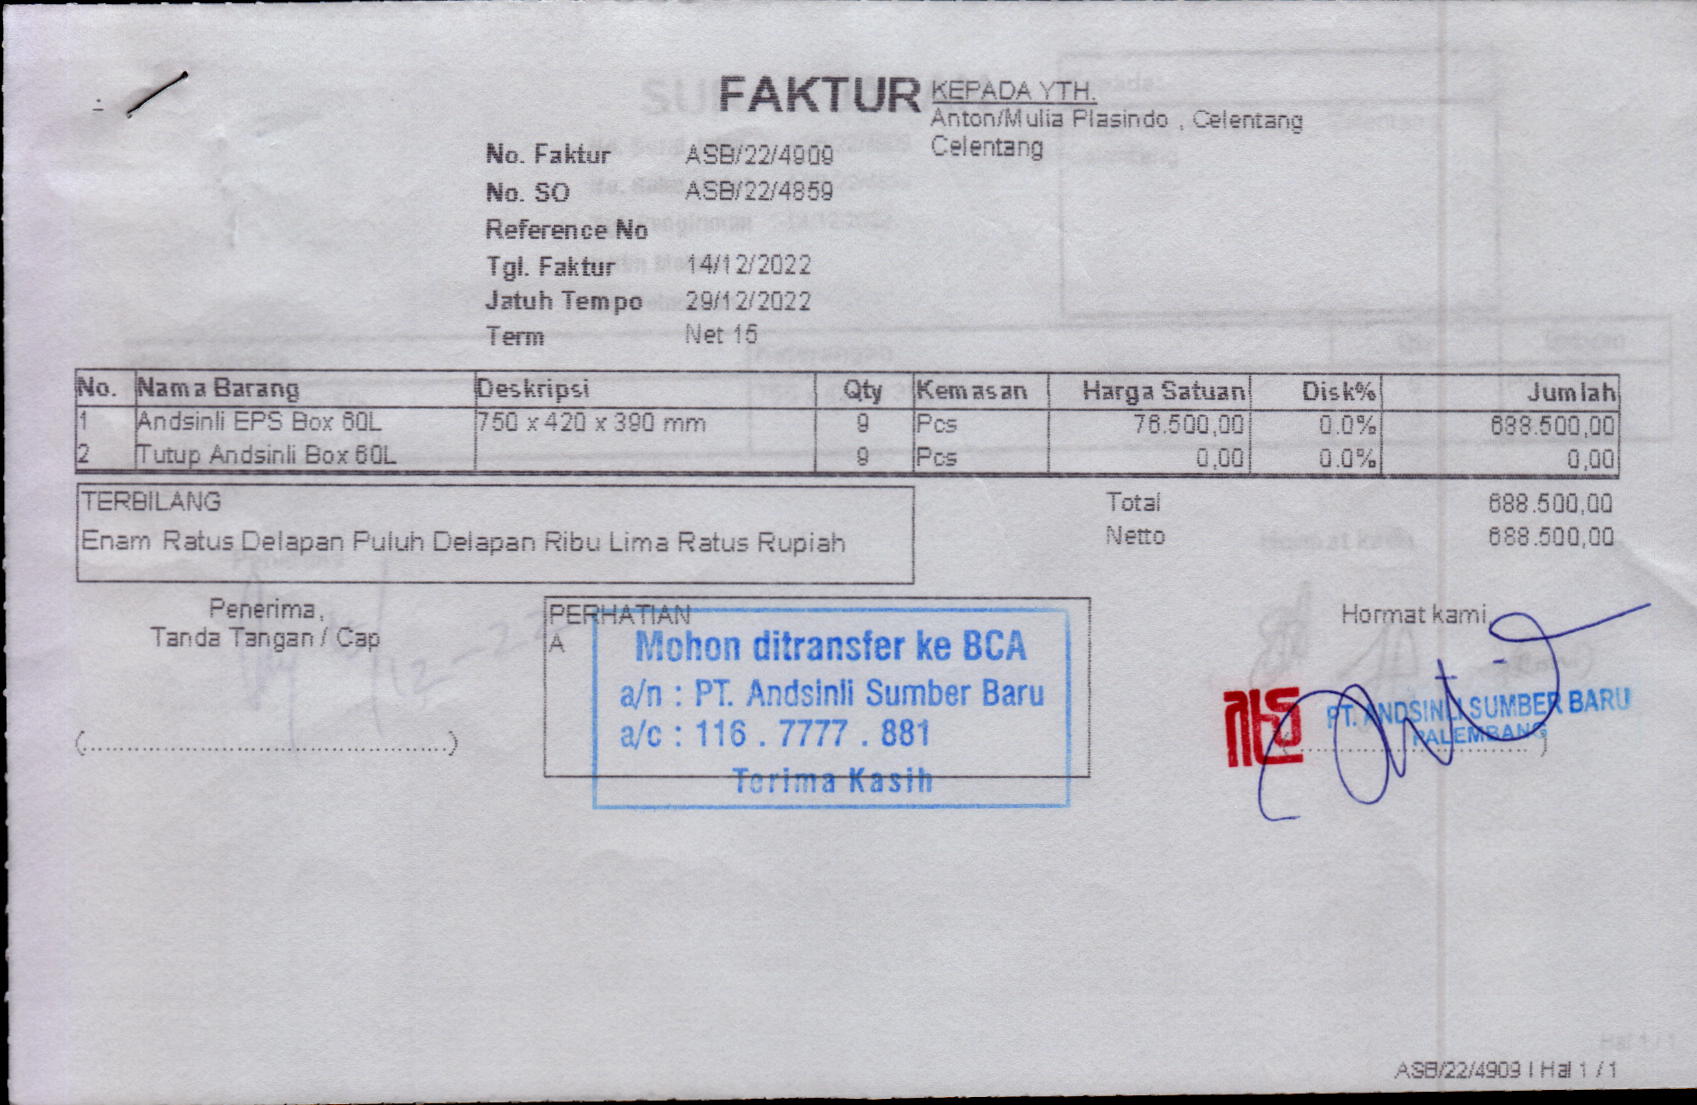 FAKTUR
KEPADA YTH.
Anton/Mulia Plasindo , Celentang
Celentang
No. Faktur ASB/22/4909
No. SO ASB/22/4859
Reference No
Tgl. Faktur 14/12/2022
Jatuh Tempo 29/12/2022
Term Net 15
No. Nama Barang Deskripsi Qty Kemasan Harga Satuan Disk% Jumlah
1 Andsinli EPS Box 60L 750 x 420 x 390 mm 9 Pcs 76.500,00 0.0% 688.500,00
2 Tutup Andsinli Box 60L 9 Pcs 0,00 0.0% 0,00
TERBILANG
Enam Ratus Delapan Puluh Delapan Ribu Lima Ratus Rupiah
Total 688.500,00
Netto 688.500,00
Penerima,
Tanda Tangan / Cap
(............................................)
PERHATIAN
A
Mohon ditransfer ke BCA
a/n : PT. Andsinli Sumber Baru
a/c : 116 . 7777 . 881
Terima Kasih
Hormat kami,
PT. ANDSINLI SUMBER BARU
PALEMBANG
ASB/22/4909 | Hal 1 / 1